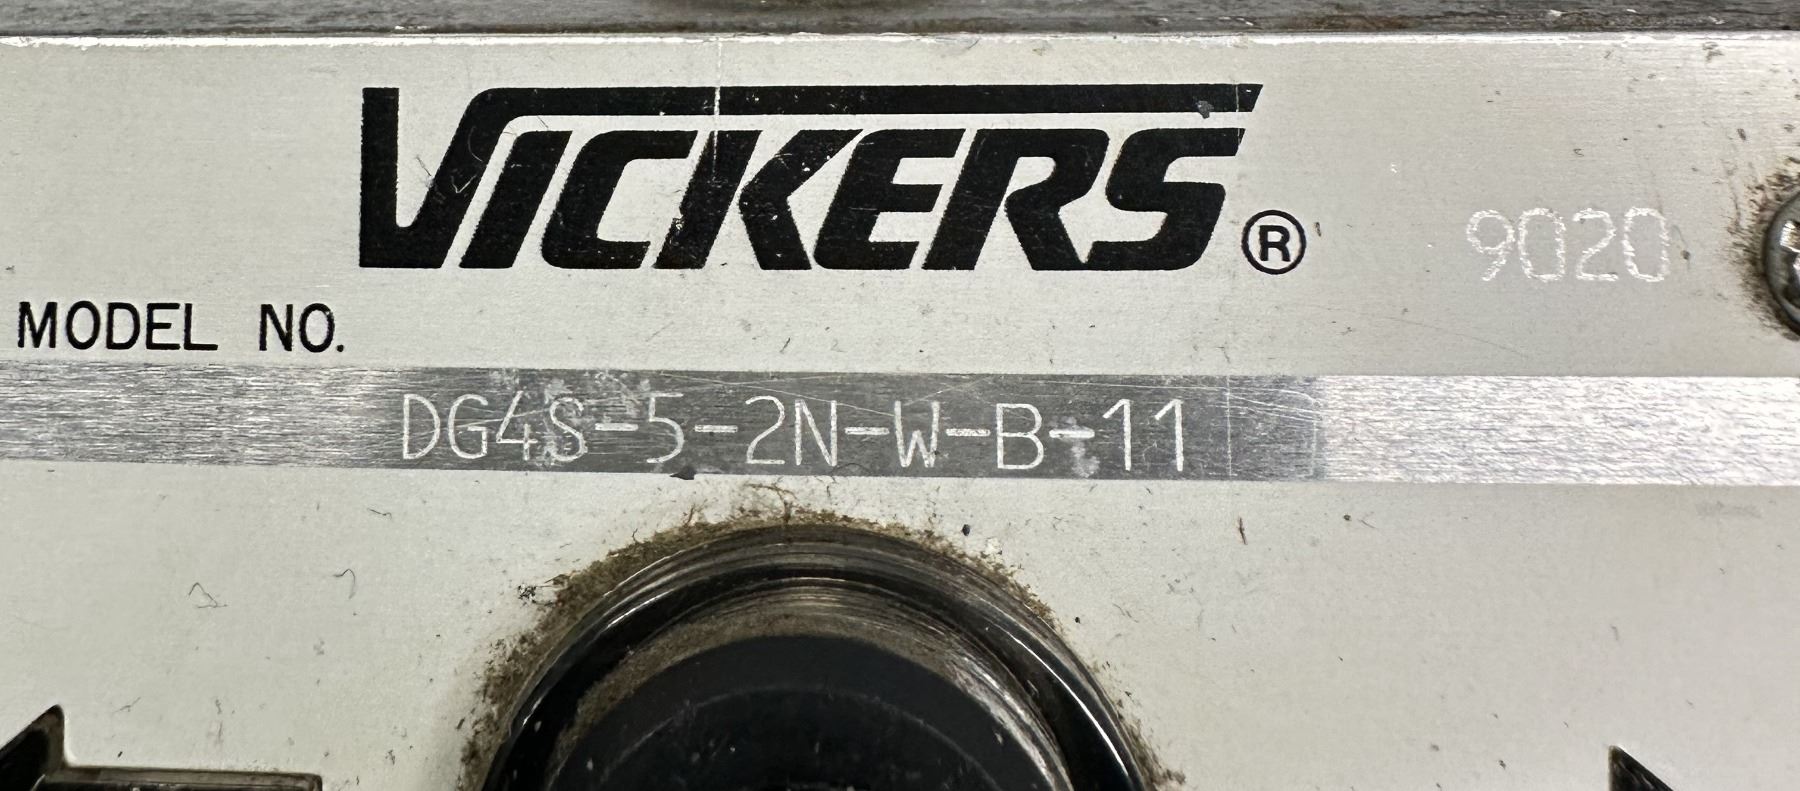 VICKERS®
9020
MODEL NO.
DG4S-5-2N-W-B-11